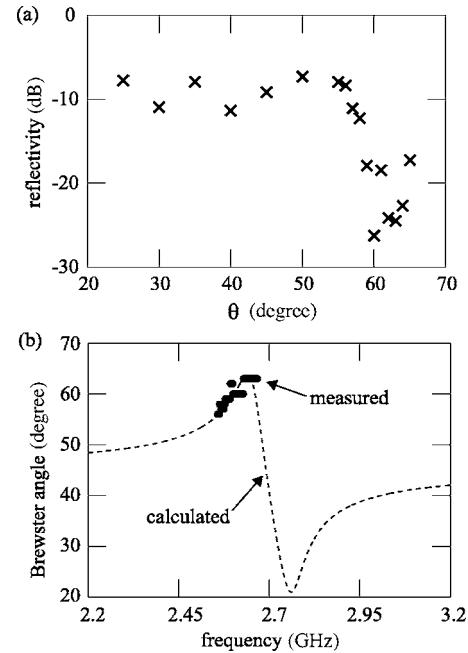 (a)
0
-10
-20
-30
reflectivity (dB)
20 30 40 50 60 70
θ (degree)
(b)
70
60
50
40
30
20
Brewster angle (degree)
measured
calculated
2.2 2.45 2.7 2.95 3.2
frequency (GHz)